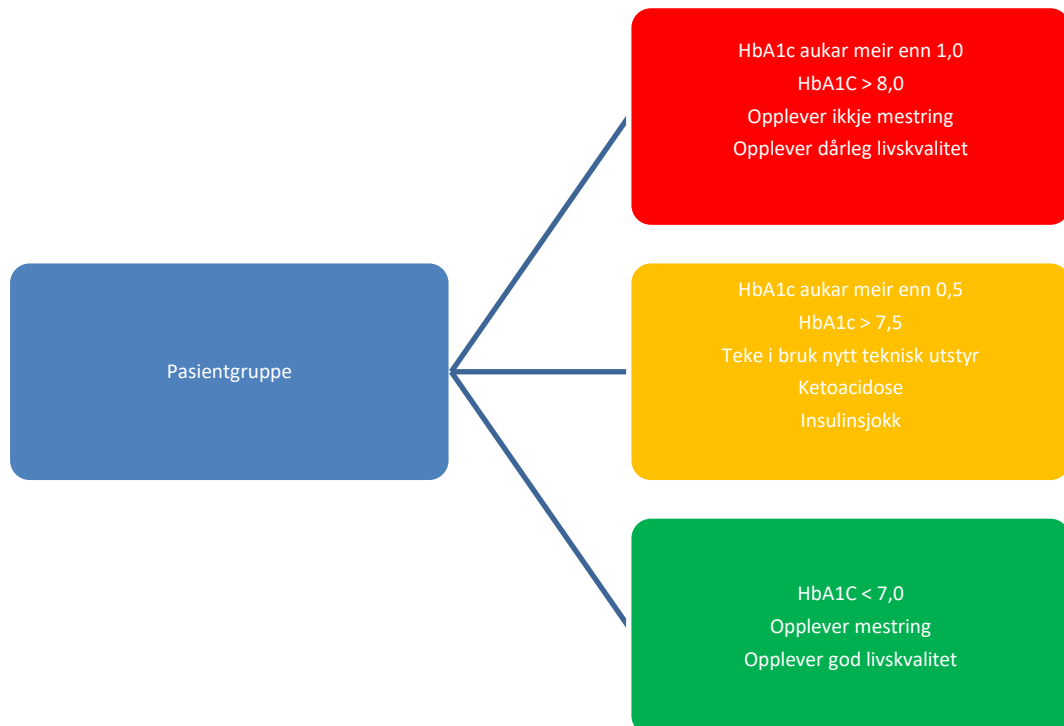 Pasientgruppe
HbA1c aukar meir enn 1,0
HbA1C > 8,0
Opplever ikkje mestring
Opplever dårleg livskvalitet
HbA1c aukar meir enn 0,5
HbA1c > 7,5
Teke i bruk nytt teknisk utstyr
Ketoacidose
Insulinsjokk
HbA1C < 7,0
Opplever mestring
Opplever god livskvalitet